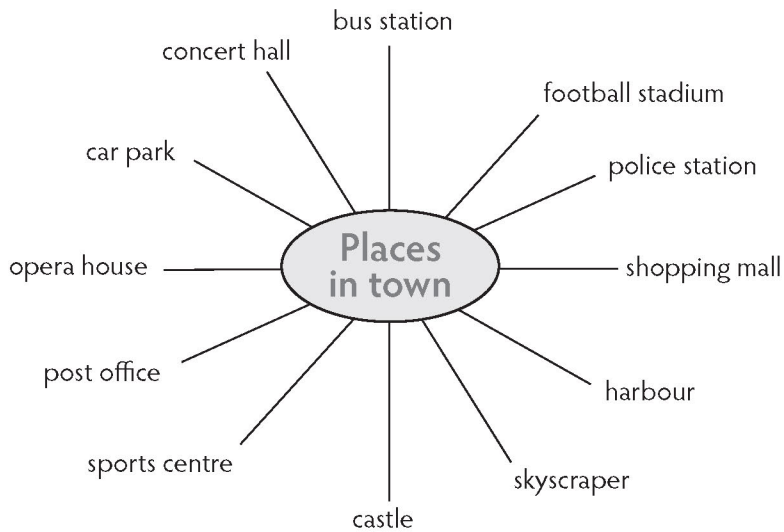 bus station
concert hall
football stadium
car park
police station
Places
in town
opera house
shopping mall
post office
harbour
sports centre
skyscraper
castle